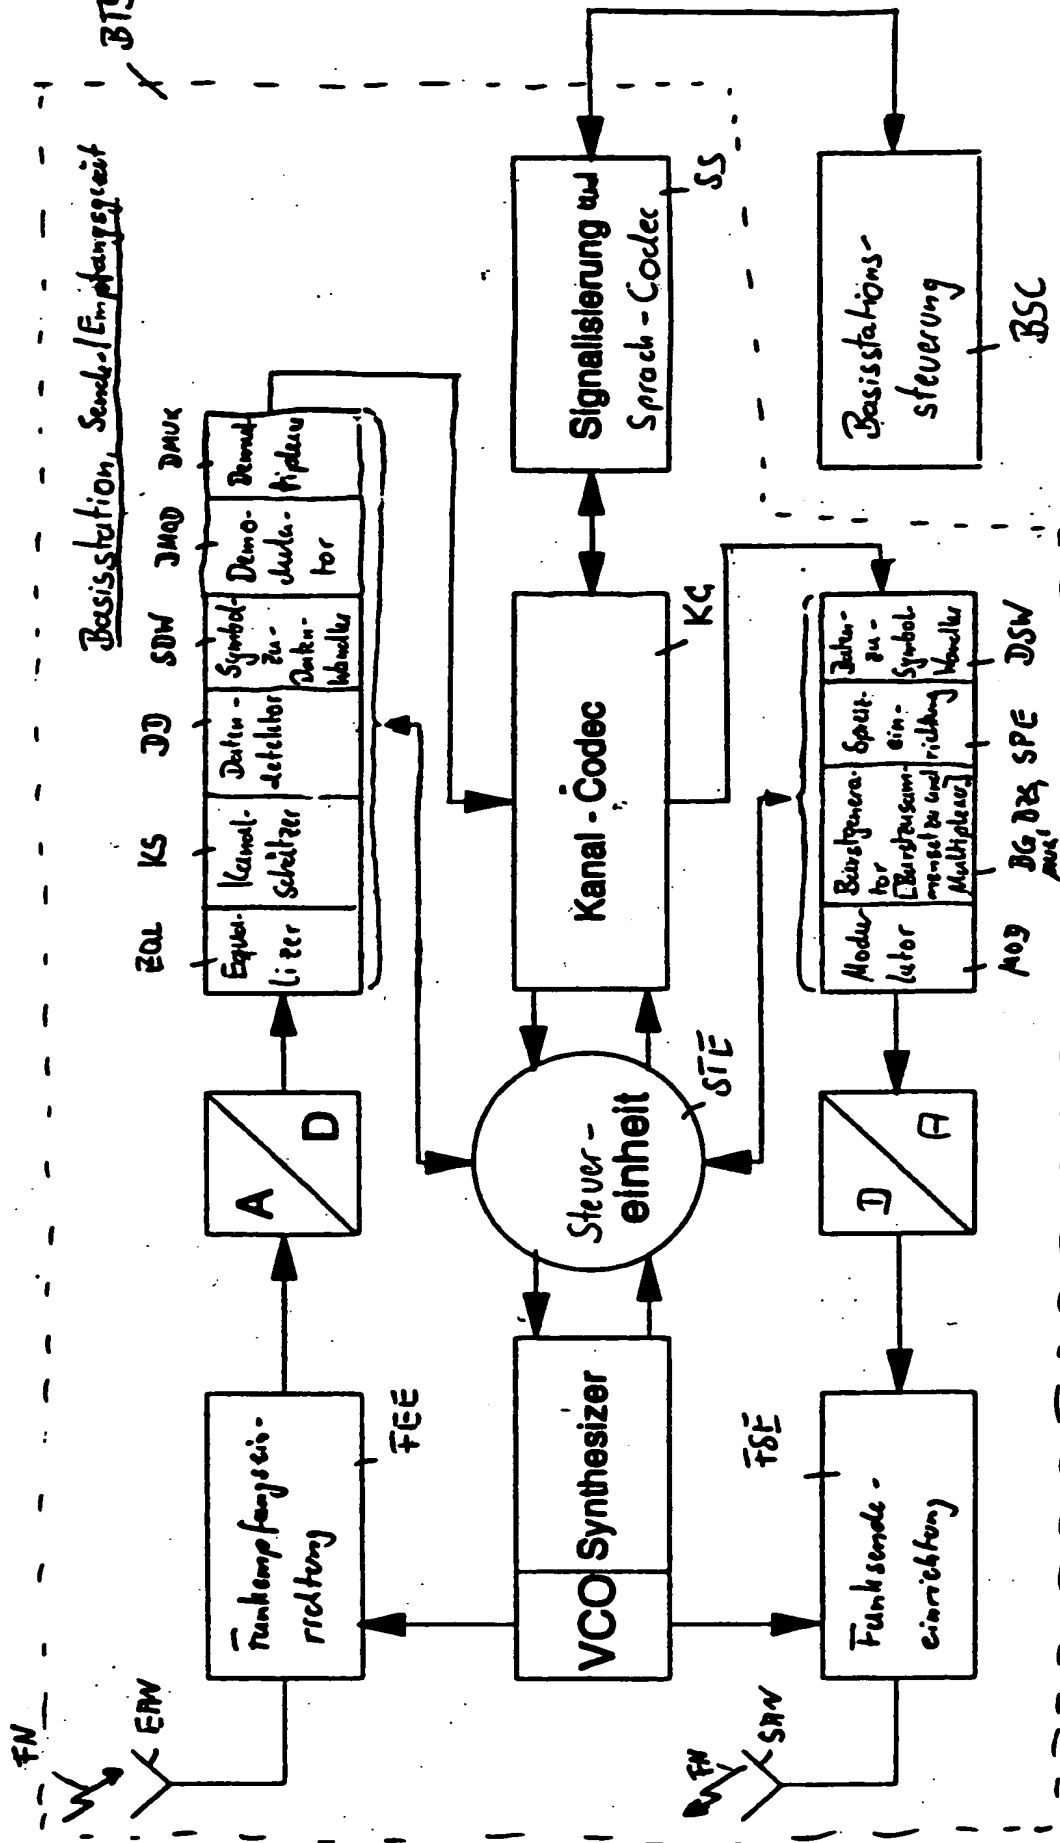 Basisstation, Sende-/Empfangsgerät
BTS
FN
EAN
Funkempfangsein-
richtung
FEE
A
D
EQL
KS
DD
SDW
DMOD
DMUX
Equa-
lizer
Kanal-
schätzer
Daten-
detektor
Symbol-
zu-
Daten-
Wandler
Demo-
dula-
tor
Demul
tiplexer
VCO
Synthesizer
Steuer-
einheit
STE
Kanal-Codec
KC
Signalisierung und
Sprach-Codec
SS
FN
SAN
Funksende-
einrichtung
FSE
D
A
Modu
lator
Burstgenera-
tor
[Burstzusam-
mensetzu und
Multiplexer]
Spreiz-
ein-
richtung
Daten-
zu-
Symbol
Wandler
MOD
BG, BZS,
MUX,
SPE
DSW
Basisstations-
steuerung
BSC